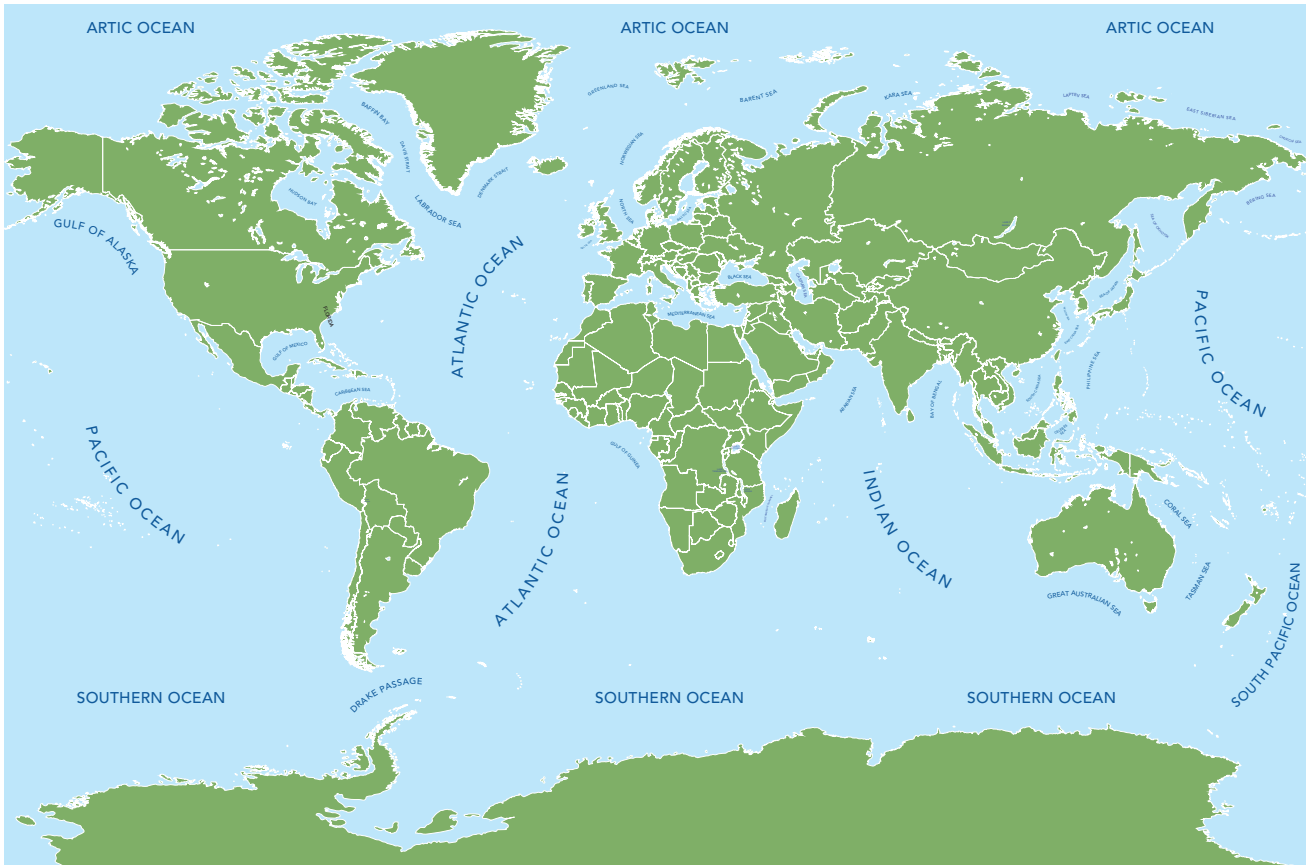 ARTIC OCEAN
ARTIC OCEAN
ARTIC OCEAN
GREENLAND SEA
BARENT SEA
KARA SEA
LAPTEV SEA
EAST SIBERIAN SEA
BAFFIN BAY
DAVIS STRAIT
DENMARK STRAIT
NORWEGIAN SEA
HUDSON BAY
LABRADOR SEA
NORTH SEA
BERING SEA
GULF OF ALASKA
ATLANTIC OCEAN
BLACK SEA
CASPIAN SEA
MEDITERRANEAN SEA
FLORIDA
GULF OF MEXICO
CARIBBEAN SEA
ARABIAN SEA
BAY OF BENGAL
PHILIPPINE SEA
PACIFIC OCEAN
PACIFIC OCEAN
GULF OF GUINEA
ATLANTIC OCEAN
INDIAN OCEAN
CORAL SEA
TASMAN SEA
GREAT AUSTRALIAN SEA
SOUTH PACIFIC OCEAN
DRAKE PASSAGE
SOUTHERN OCEAN
SOUTHERN OCEAN
SOUTHERN OCEAN